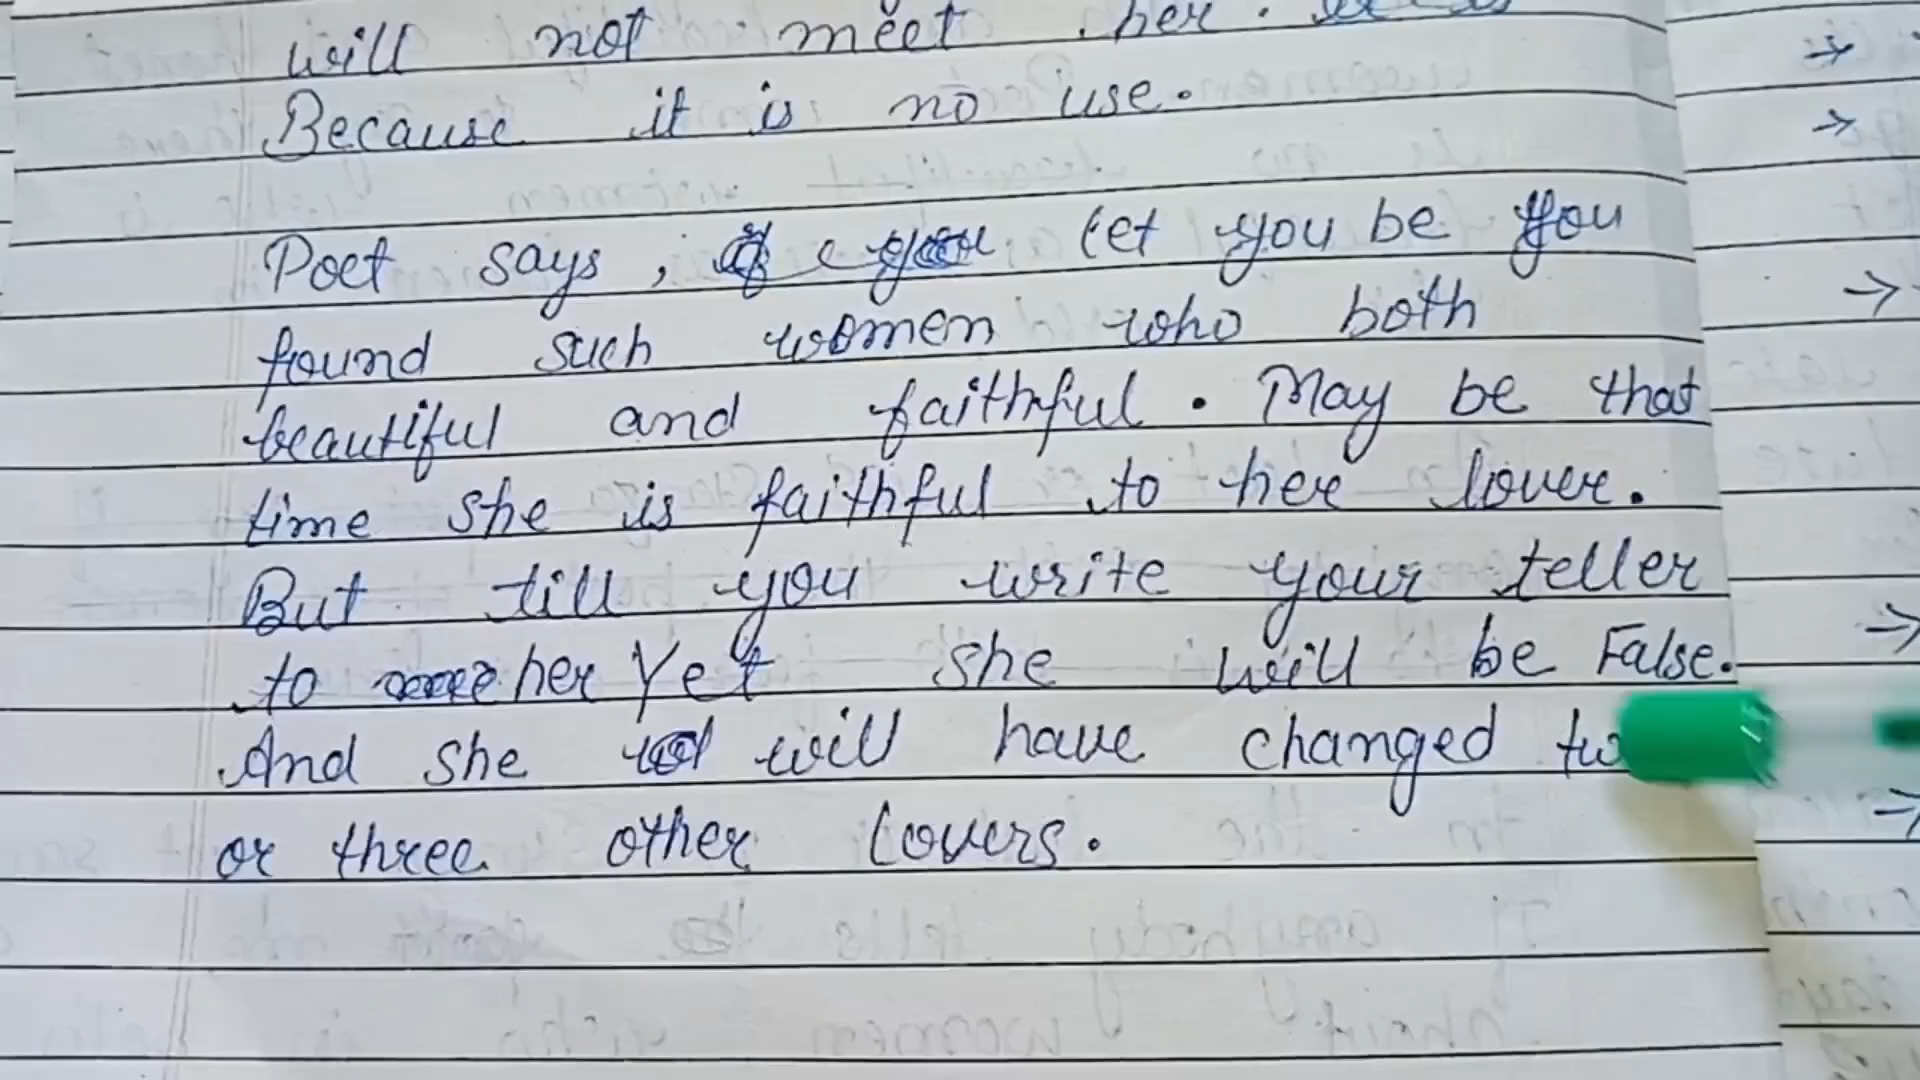 will not meet her.
Because it is no use.
Poet says, let you be you
found such women who both
beautiful and faithful. May be that
time she is faithful to her lover.
But till you write your teller
to her Yet she will be False.
And she will have changed tw
or three other lovers.